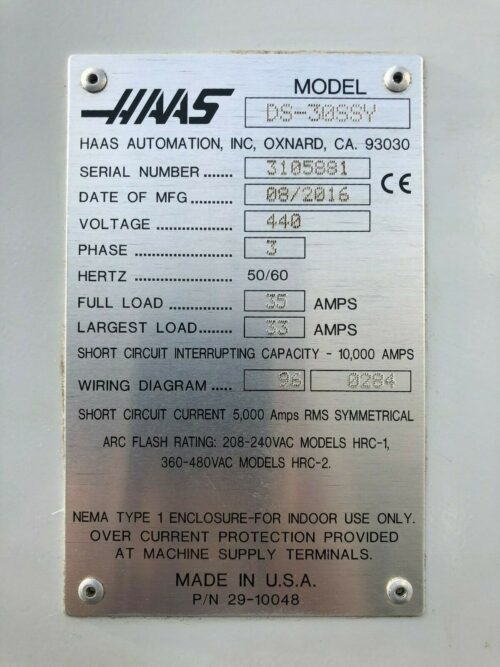 HAAS
MODEL
DS-30SSY
HAAS AUTOMATION, INC, OXNARD, CA. 93030
SERIAL NUMBER ....... 3105881
DATE OF MFG .......... 08/2016
CE
VOLTAGE ................. 440
PHASE ..................... 3
HERTZ ..................... 50/60
FULL LOAD .............. 35 AMPS
LARGEST LOAD........ 33 AMPS
SHORT CIRCUIT INTERRUPTING CAPACITY - 10,000 AMPS
WIRING DIAGRAM ..... 96 0284
SHORT CIRCUIT CURRENT 5,000 Amps RMS SYMMETRICAL
ARC FLASH RATING: 208-240VAC MODELS HRC-1,
360-480VAC MODELS HRC-2.
NEMA TYPE 1 ENCLOSURE-FOR INDOOR USE ONLY.
OVER CURRENT PROTECTION PROVIDED
AT MACHINE SUPPLY TERMINALS.
MADE IN U.S.A.
P/N 29-10048